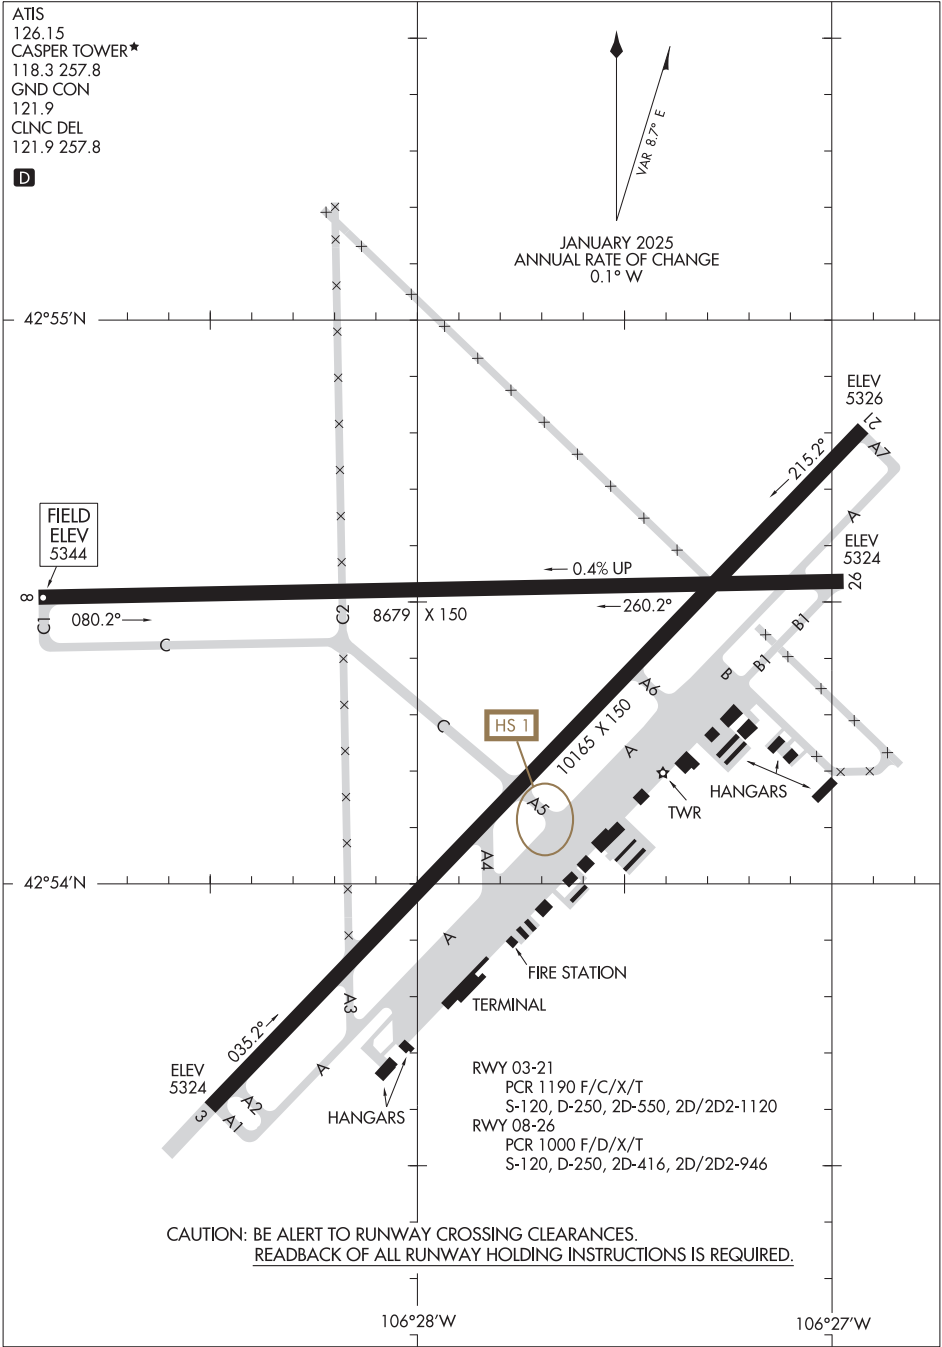 ATIS
126.15
CASPER TOWER★
118.3 257.8
GND CON
121.9
CLNC DEL
121.9 257.8
D
VAR 8.7° E
JANUARY 2025
ANNUAL RATE OF CHANGE
0.1° W
42°55'N
ELEV
5326
21
A7
215.2°
A
FIELD
ELEV
5344
ELEV
5324
0.4% UP
8
26
080.2°
C2
8679 X 150
260.2°
C1
C
B1
B1
B
A6
C
HS 1
10165 X 150
A
A5
TWR
HANGARS
A4
42°54'N
A
FIRE STATION
TERMINAL
A3
035.2°
A
ELEV
5324
3
A2
A1
HANGARS
RWY 03-21
PCR 1190 F/C/X/T
S-120, D-250, 2D-550, 2D/2D2-1120
RWY 08-26
PCR 1000 F/D/X/T
S-120, D-250, 2D-416, 2D/2D2-946
CAUTION: BE ALERT TO RUNWAY CROSSING CLEARANCES.
READBACK OF ALL RUNWAY HOLDING INSTRUCTIONS IS REQUIRED.
106°28'W
106°27'W